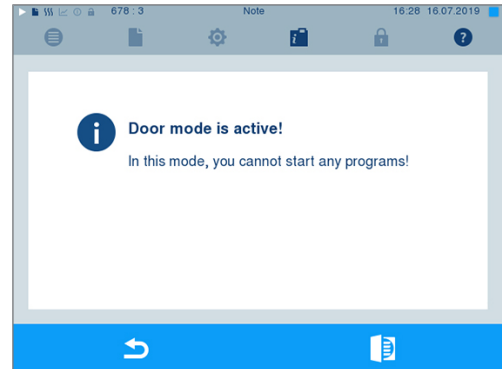 678 : 3 Note 16:28 16.07.2019
Door mode is active!
In this mode, you cannot start any programs!